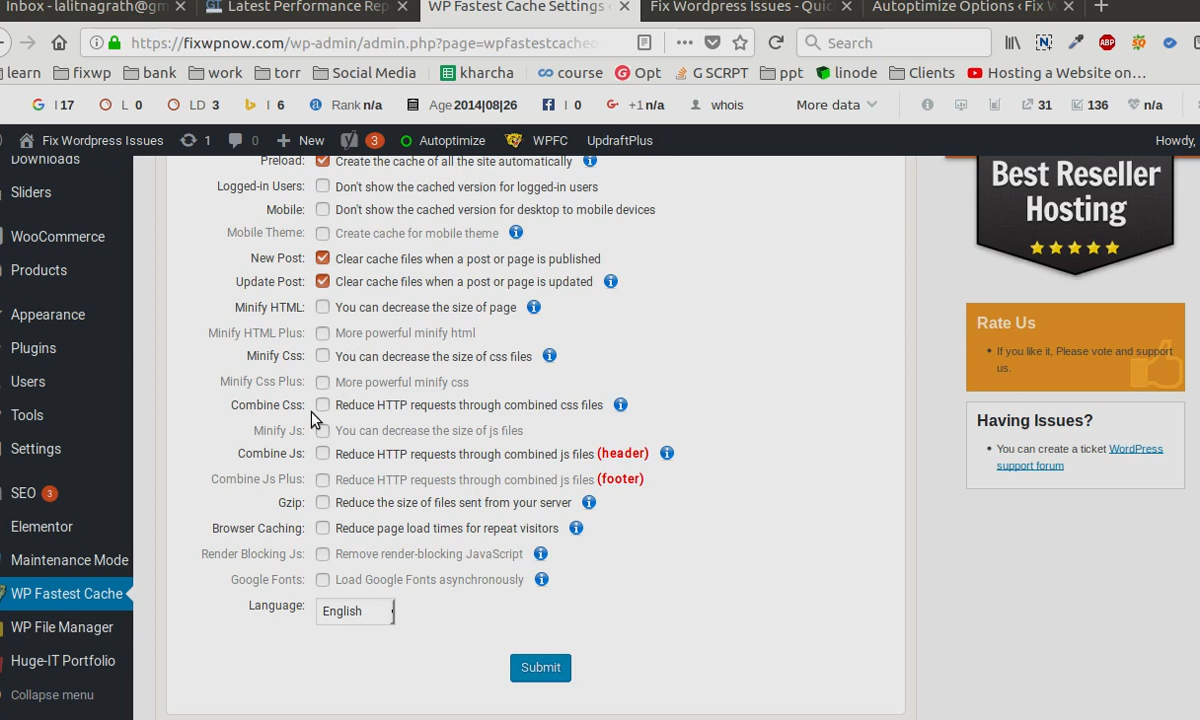 Inbox - lalitnagrath@gm
Latest Performance Rep
WP Fastest Cache Settings
Fix Wordpress Issues - Quic
Autoptimize Options ‹ Fix W
https://fixwpnow.com/wp-admin/admin.php?page=wpfastestcacheo
Search
learn fixwp bank work torr Social Media kharcha course Opt G SCRPT ppt linode Clients Hosting a Website on…
I 17 L 0 LD 3 I 6 Rank n/a Age 2014|08|26 I 0 +1 n/a whois More data 31 136 n/a
Fix Wordpress Issues 1 0 New 3 Autoptimize WPFC UpdraftPlus Howdy,
Downloads
Sliders
WooCommerce
Products
Appearance
Plugins
Users
Tools
Settings
SEO 3
Elementor
Maintenance Mode
WP Fastest Cache
WP File Manager
Huge-IT Portfolio
Collapse menu
Preload: Create the cache of all the site automatically
Logged-in Users: Don't show the cached version for logged-in users
Mobile: Don't show the cached version for desktop to mobile devices
Mobile Theme: Create cache for mobile theme
New Post: Clear cache files when a post or page is published
Update Post: Clear cache files when a post or page is updated
Minify HTML: You can decrease the size of page
Minify HTML Plus: More powerful minify html
Minify Css: You can decrease the size of css files
Minify Css Plus: More powerful minify css
Combine Css: Reduce HTTP requests through combined css files
Minify Js: You can decrease the size of js files
Combine Js: Reduce HTTP requests through combined js files (header)
Combine Js Plus: Reduce HTTP requests through combined js files (footer)
Gzip: Reduce the size of files sent from your server
Browser Caching: Reduce page load times for repeat visitors
Render Blocking Js: Remove render-blocking JavaScript
Google Fonts: Load Google Fonts asynchronously
Language: English
Submit
Best Reseller
Hosting
Rate Us
If you like it, Please vote and support
us.
Having Issues?
You can create a ticket WordPress
support forum